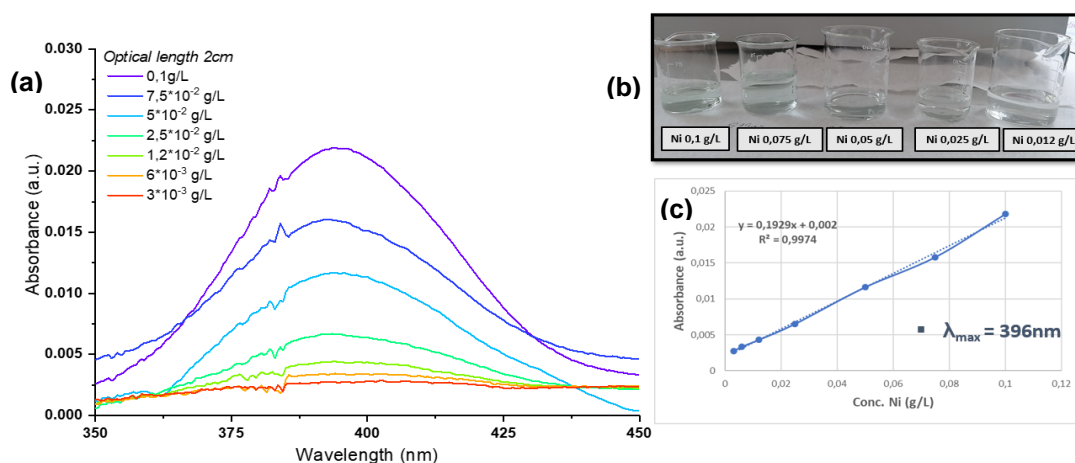 (a)
0.030
0.025
0.020
0.015
0.010
0.005
0.000
Absorbance (a.u.)
Optical length 2cm
0,1g/L
7,5*10⁻² g/L
5*10⁻² g/L
2,5*10⁻² g/L
1,2*10⁻² g/L
6*10⁻³ g/L
3*10⁻³ g/L
350
375
400
425
450
Wavelength (nm)
(b)
Ni 0,1 g/L
Ni 0,075 g/L
Ni 0,05 g/L
Ni 0,025 g/L
Ni 0,012 g/L
(c)
0,025
0,02
0,015
0,01
0,005
0
Absorbance (a.u.)
y = 0,1929x + 0,002
R² = 0,9974
λmax = 396nm
0
0,02
0,04
0,06
0,08
0,1
0,12
Conc. Ni (g/L)